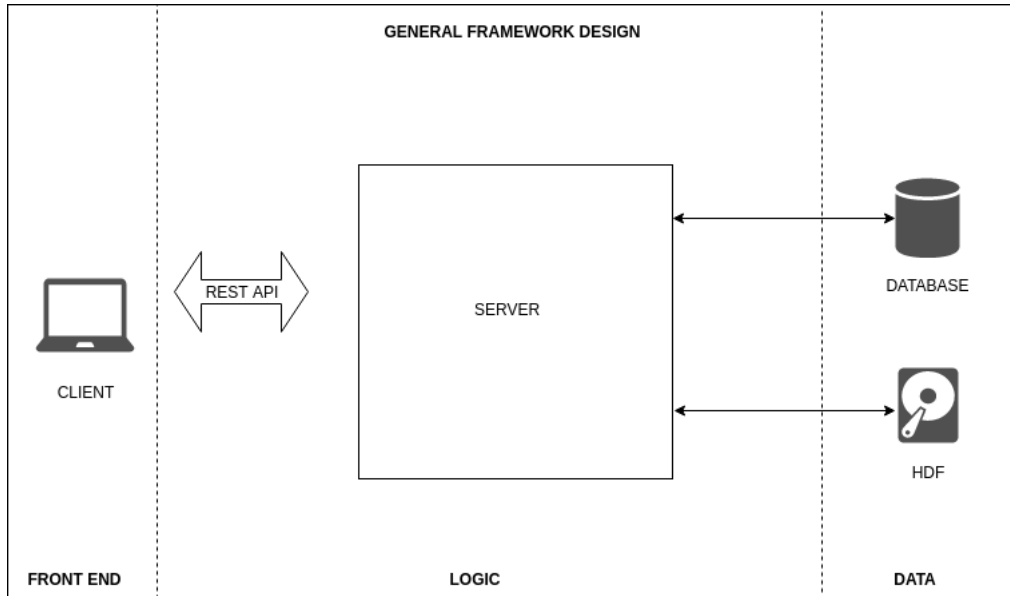 GENERAL FRAMEWORK DESIGN
REST API
SERVER
DATABASE
CLIENT
HDF
FRONT END
LOGIC
DATA